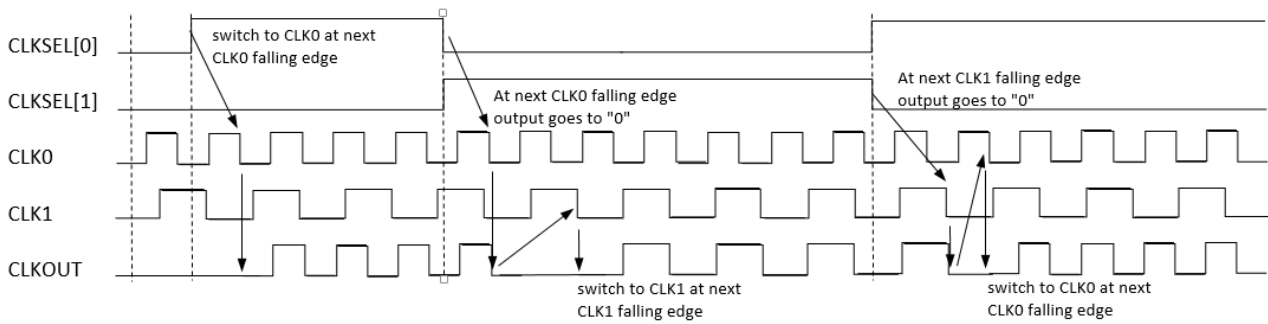 CLKSEL[0]
switch to CLK0 at next
CLK0 falling edge
CLKSEL[1]
At next CLK0 falling edge
output goes to "0"
At next CLK1 falling edge
output goes to "0"
CLK0
CLK1
CLKOUT
switch to CLK1 at next
CLK1 falling edge
switch to CLK0 at next
CLK0 falling edge